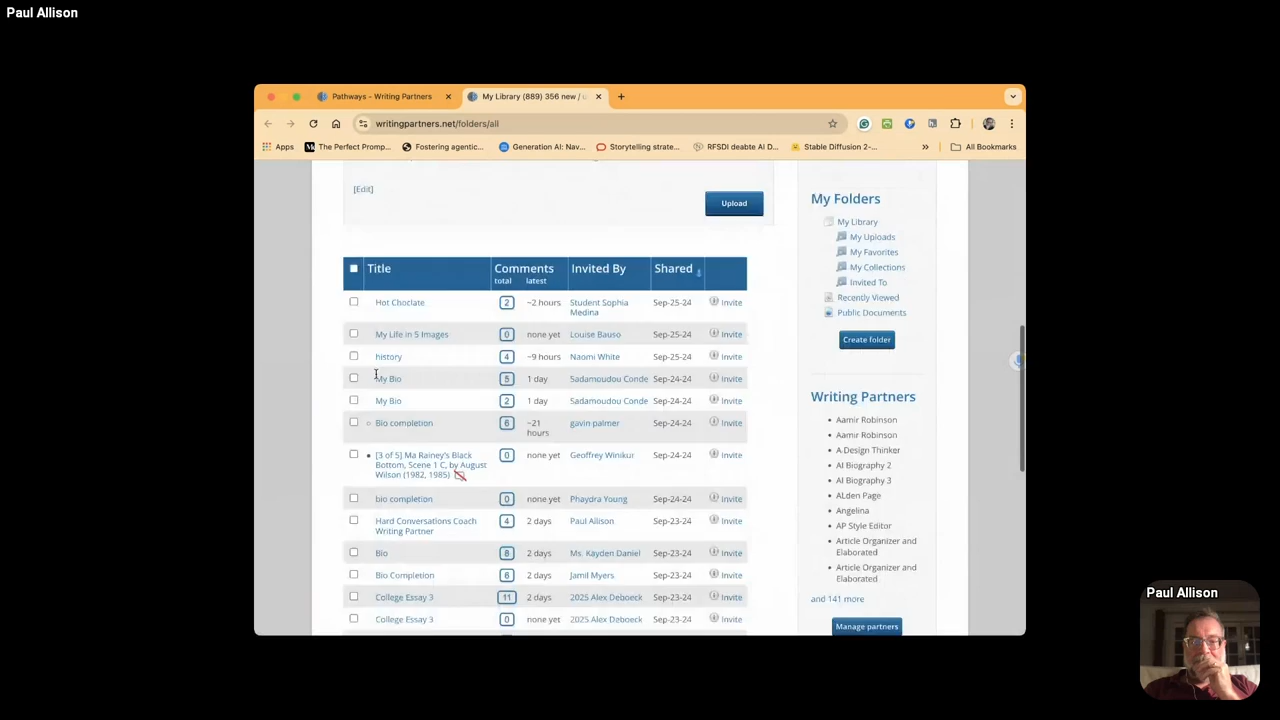 Paul Allison
Pathways - Writing Partners
My Library (889) 356 new / u
writingpartners.net/folders/all
Apps
The Perfect Promp...
Fostering agentic...
Generation AI: Nav...
Storytelling strate...
RFSDI deabte AI D...
Stable Diffusion 2-...
»
All Bookmarks
[Edit]
Upload
Title
Comments
total latest
Invited By
Shared
Hot Choclate 2 ~2 hours Student Sophia Medina Sep-25-24 Invite
My Life in 5 Images 0 none yet Louise Bauso Sep-25-24 Invite
history 4 ~9 hours Naomi White Sep-25-24 Invite
My Bio 5 1 day Sadamoudou Conde Sep-24-24 Invite
My Bio 2 1 day Sadamoudou Conde Sep-24-24 Invite
Bio completion 6 ~21 hours gavin palmer Sep-24-24 Invite
[3 of 5] Ma Rainey's Black
Bottom, Scene 1 C, by August
Wilson (1982, 1985) 0 none yet Geoffrey Winikur Sep-24-24 Invite
bio completion 0 none yet Phaydra Young Sep-24-24 Invite
Hard Conversations Coach
Writing Partner 4 2 days Paul Allison Sep-23-24 Invite
Bio 8 2 days Ms. Kayden Daniel Sep-23-24 Invite
Bio Completion 6 2 days Jamil Myers Sep-23-24 Invite
College Essay 3 11 2 days 2025 Alex Deboeck Sep-23-24 Invite
College Essay 3 0 none yet 2025 Alex Deboeck Sep-23-24 Invite
My Folders
My Library
My Uploads
My Favorites
My Collections
Invited To
Recently Viewed
Public Documents
Create folder
Writing Partners
Aamir Robinson
Aamir Robinson
A Design Thinker
AI Biography 2
AI Biography 3
ALden Page
Angelina
AP Style Editor
Article Organizer and
Elaborated
Article Organizer and
Elaborated
and 141 more
Manage partners
Paul Allison